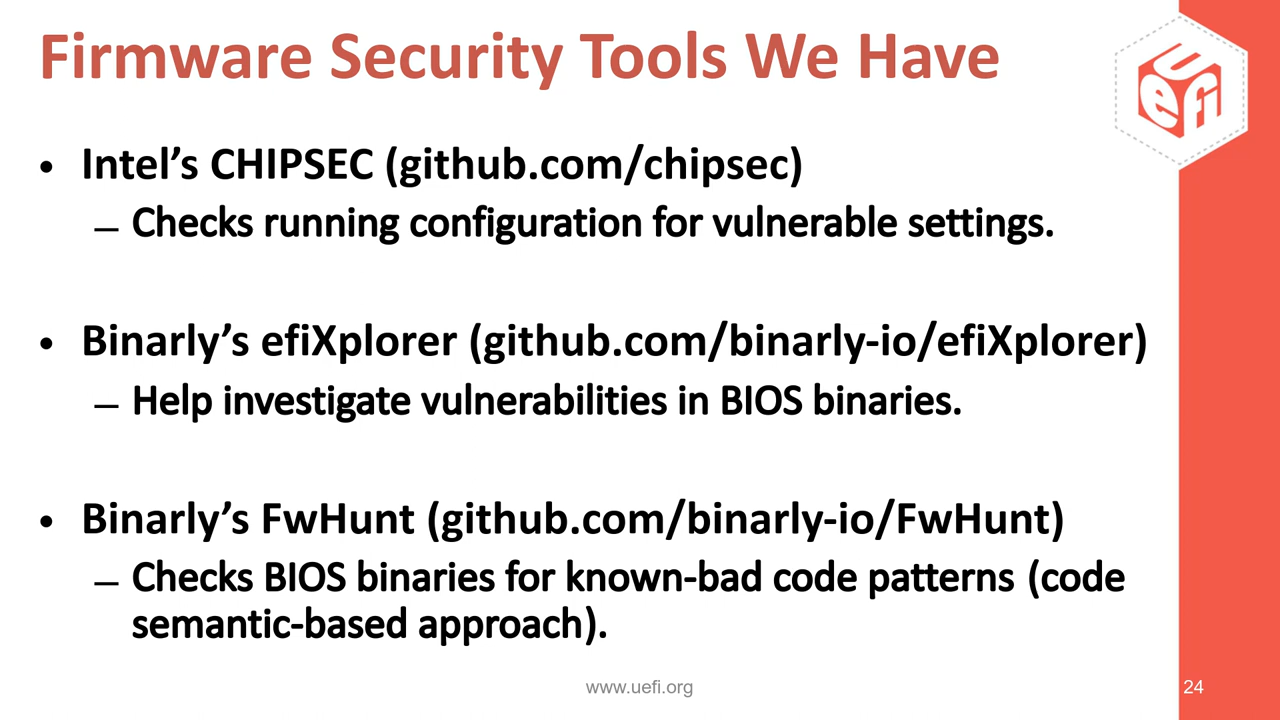 Firmware Security Tools We Have
UEFI
• Intel’s CHIPSEC (github.com/chipsec)
– Checks running configuration for vulnerable settings.
• Binarly’s efiXplorer (github.com/binarly-io/efiXplorer)
– Help investigate vulnerabilities in BIOS binaries.
• Binarly’s FwHunt (github.com/binarly-io/FwHunt)
– Checks BIOS binaries for known-bad code patterns (code
semantic-based approach).
www.uefi.org
24